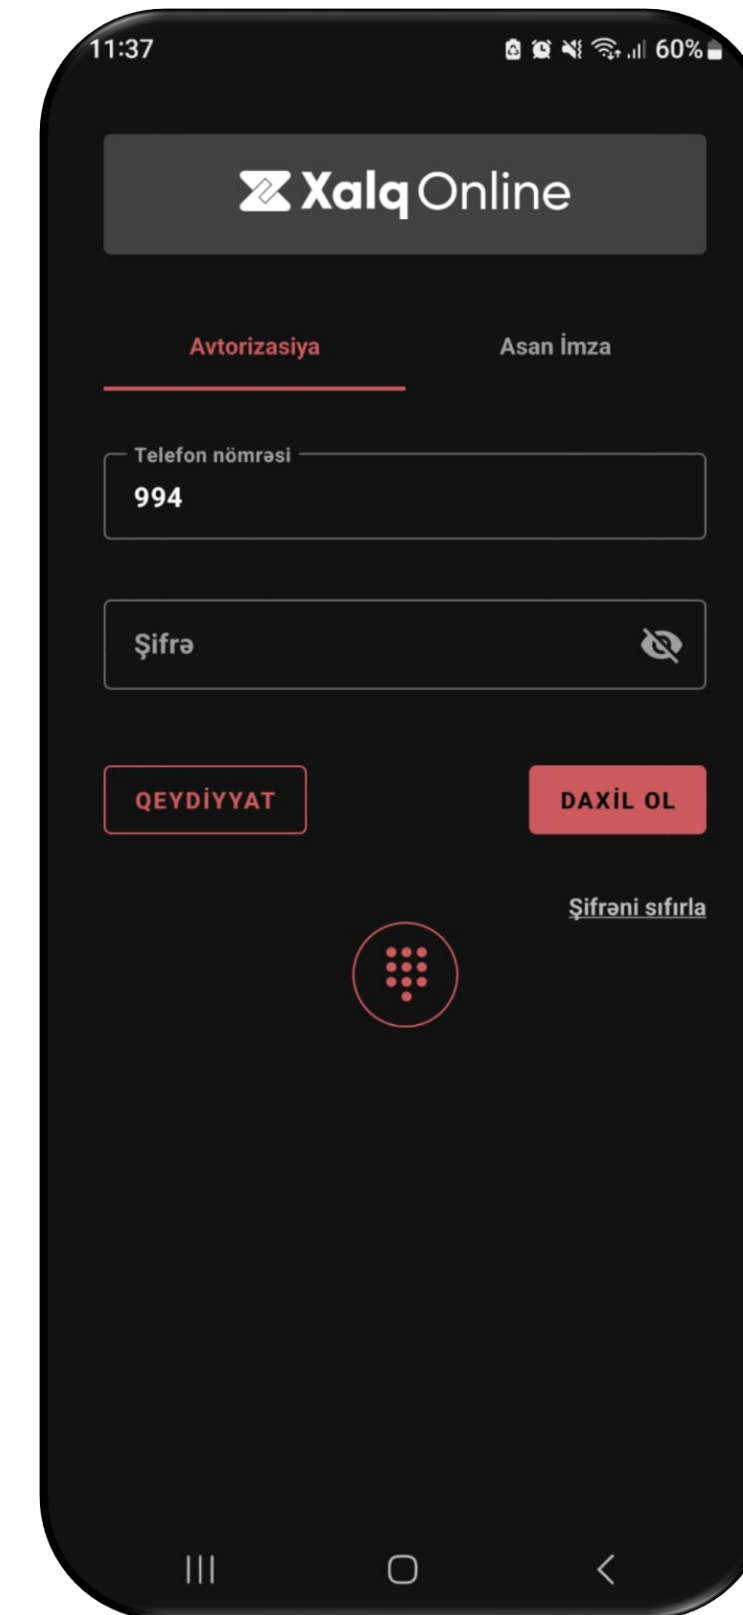 11:37 60%
Xalq Online
Avtorizasiya Asan İmza
Telefon nömrəsi
994
Şifrə
QEYDİYYAT DAXİL OL
Şifrəni sıfırla